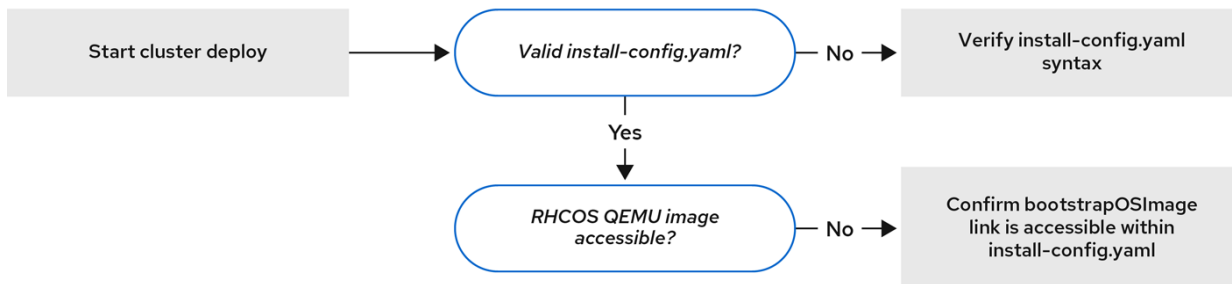 Start cluster deploy
Valid install-config.yaml?
No
Verify install-config.yaml
syntax
Yes
RHCOS QEMU image
accessible?
No
Confirm bootstrapOSImage
link is accessible within
install-config.yaml